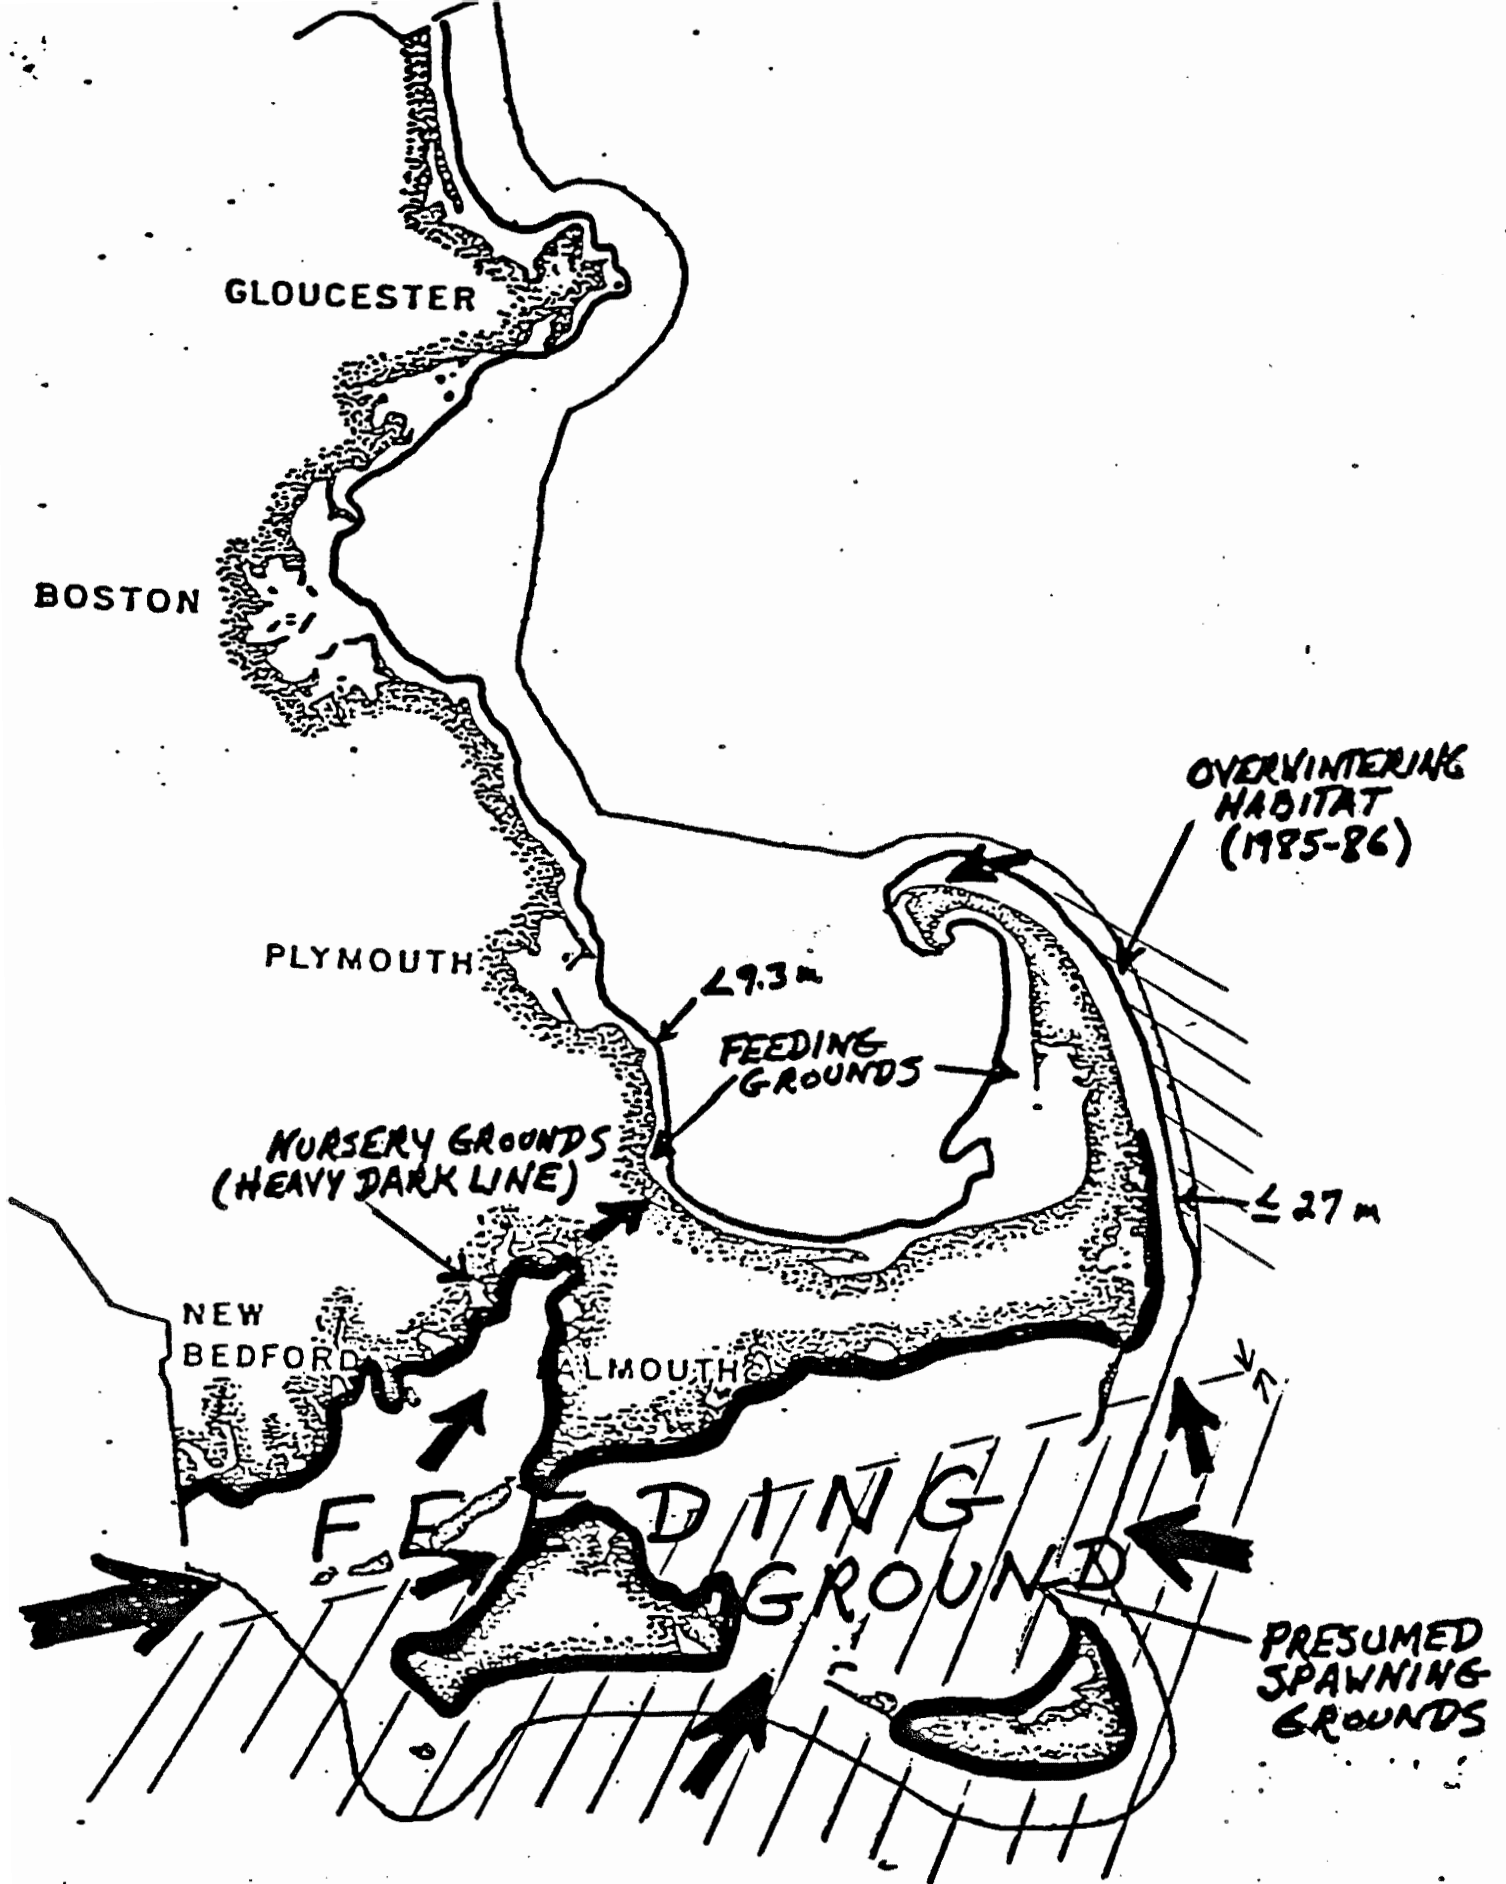 GLOUCESTER
BOSTON
OVERWINTERING
HABITAT
(1985-86)
PLYMOUTH
<9.3 m
FEEDING
GROUNDS
NURSERY GROUNDS
(HEAVY DARK LINE)
≤ 27 m
NEW
BEDFORD
ALMOUTH
FEEDING
GROUND
PRESUMED
SPAWNING
GROUNDS